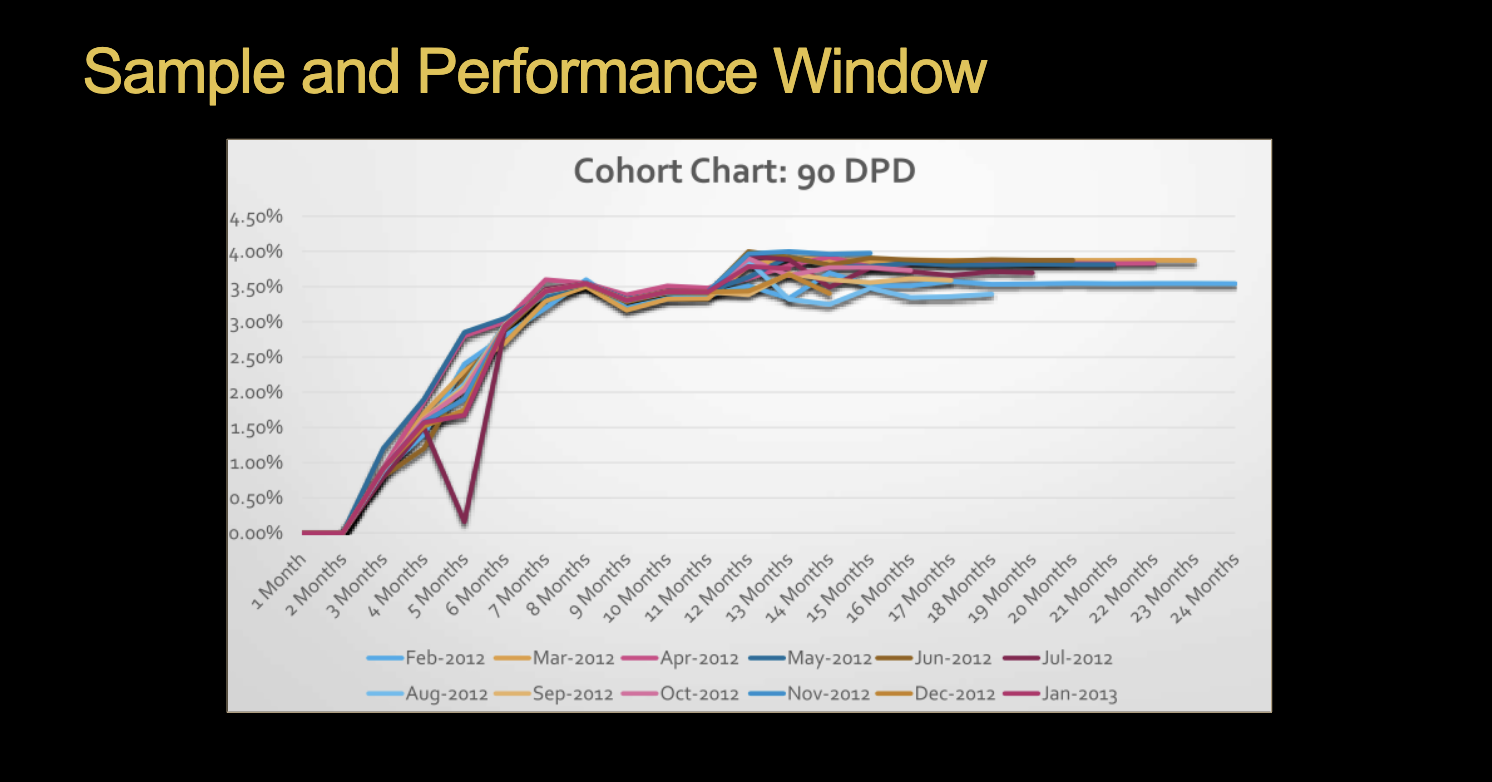 Sample and Performance Window
Cohort Chart: 90 DPD
4.50%
4.00%
3.50%
3.00%
2.50%
2.00%
1.50%
1.00%
0.50%
0.00%
1 Month
2 Months
3 Months
4 Months
5 Months
6 Months
7 Months
8 Months
9 Months
10 Months
11 Months
12 Months
13 Months
14 Months
15 Months
16 Months
17 Months
18 Months
19 Months
20 Months
21 Months
22 Months
23 Months
24 Months
Feb-2012 Mar-2012 Apr-2012 May-2012 Jun-2012 Jul-2012
Aug-2012 Sep-2012 Oct-2012 Nov-2012 Dec-2012 Jan-2013